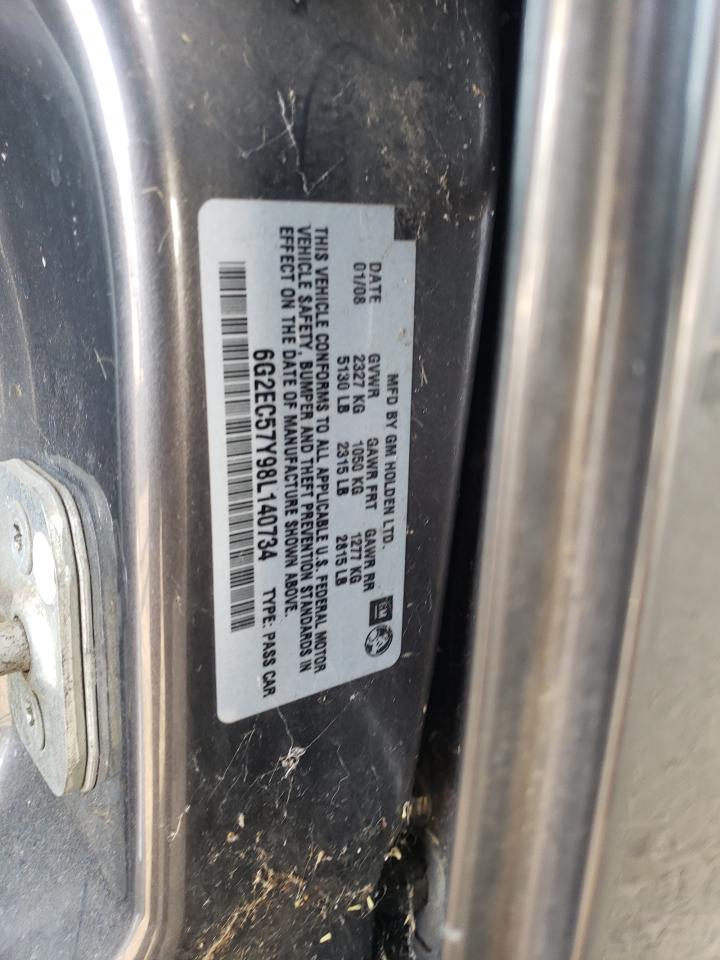 MFD BY GM HOLDEN LTD.
DATE GVWR GAWR FRT GAWR RR
01/08 2327 KG 1050 KG 1277 KG
5130 LB 2315 LB 2815 LB
THIS VEHICLE CONFORMS TO ALL APPLICABLE U.S. FEDERAL MOTOR
VEHICLE SAFETY, BUMPER AND THEFT PREVENTION STANDARDS IN
EFFECT ON THE DATE OF MANUFACTURE SHOWN ABOVE.
6G2EC57Y98L140734 TYPE: PASS CAR
GM